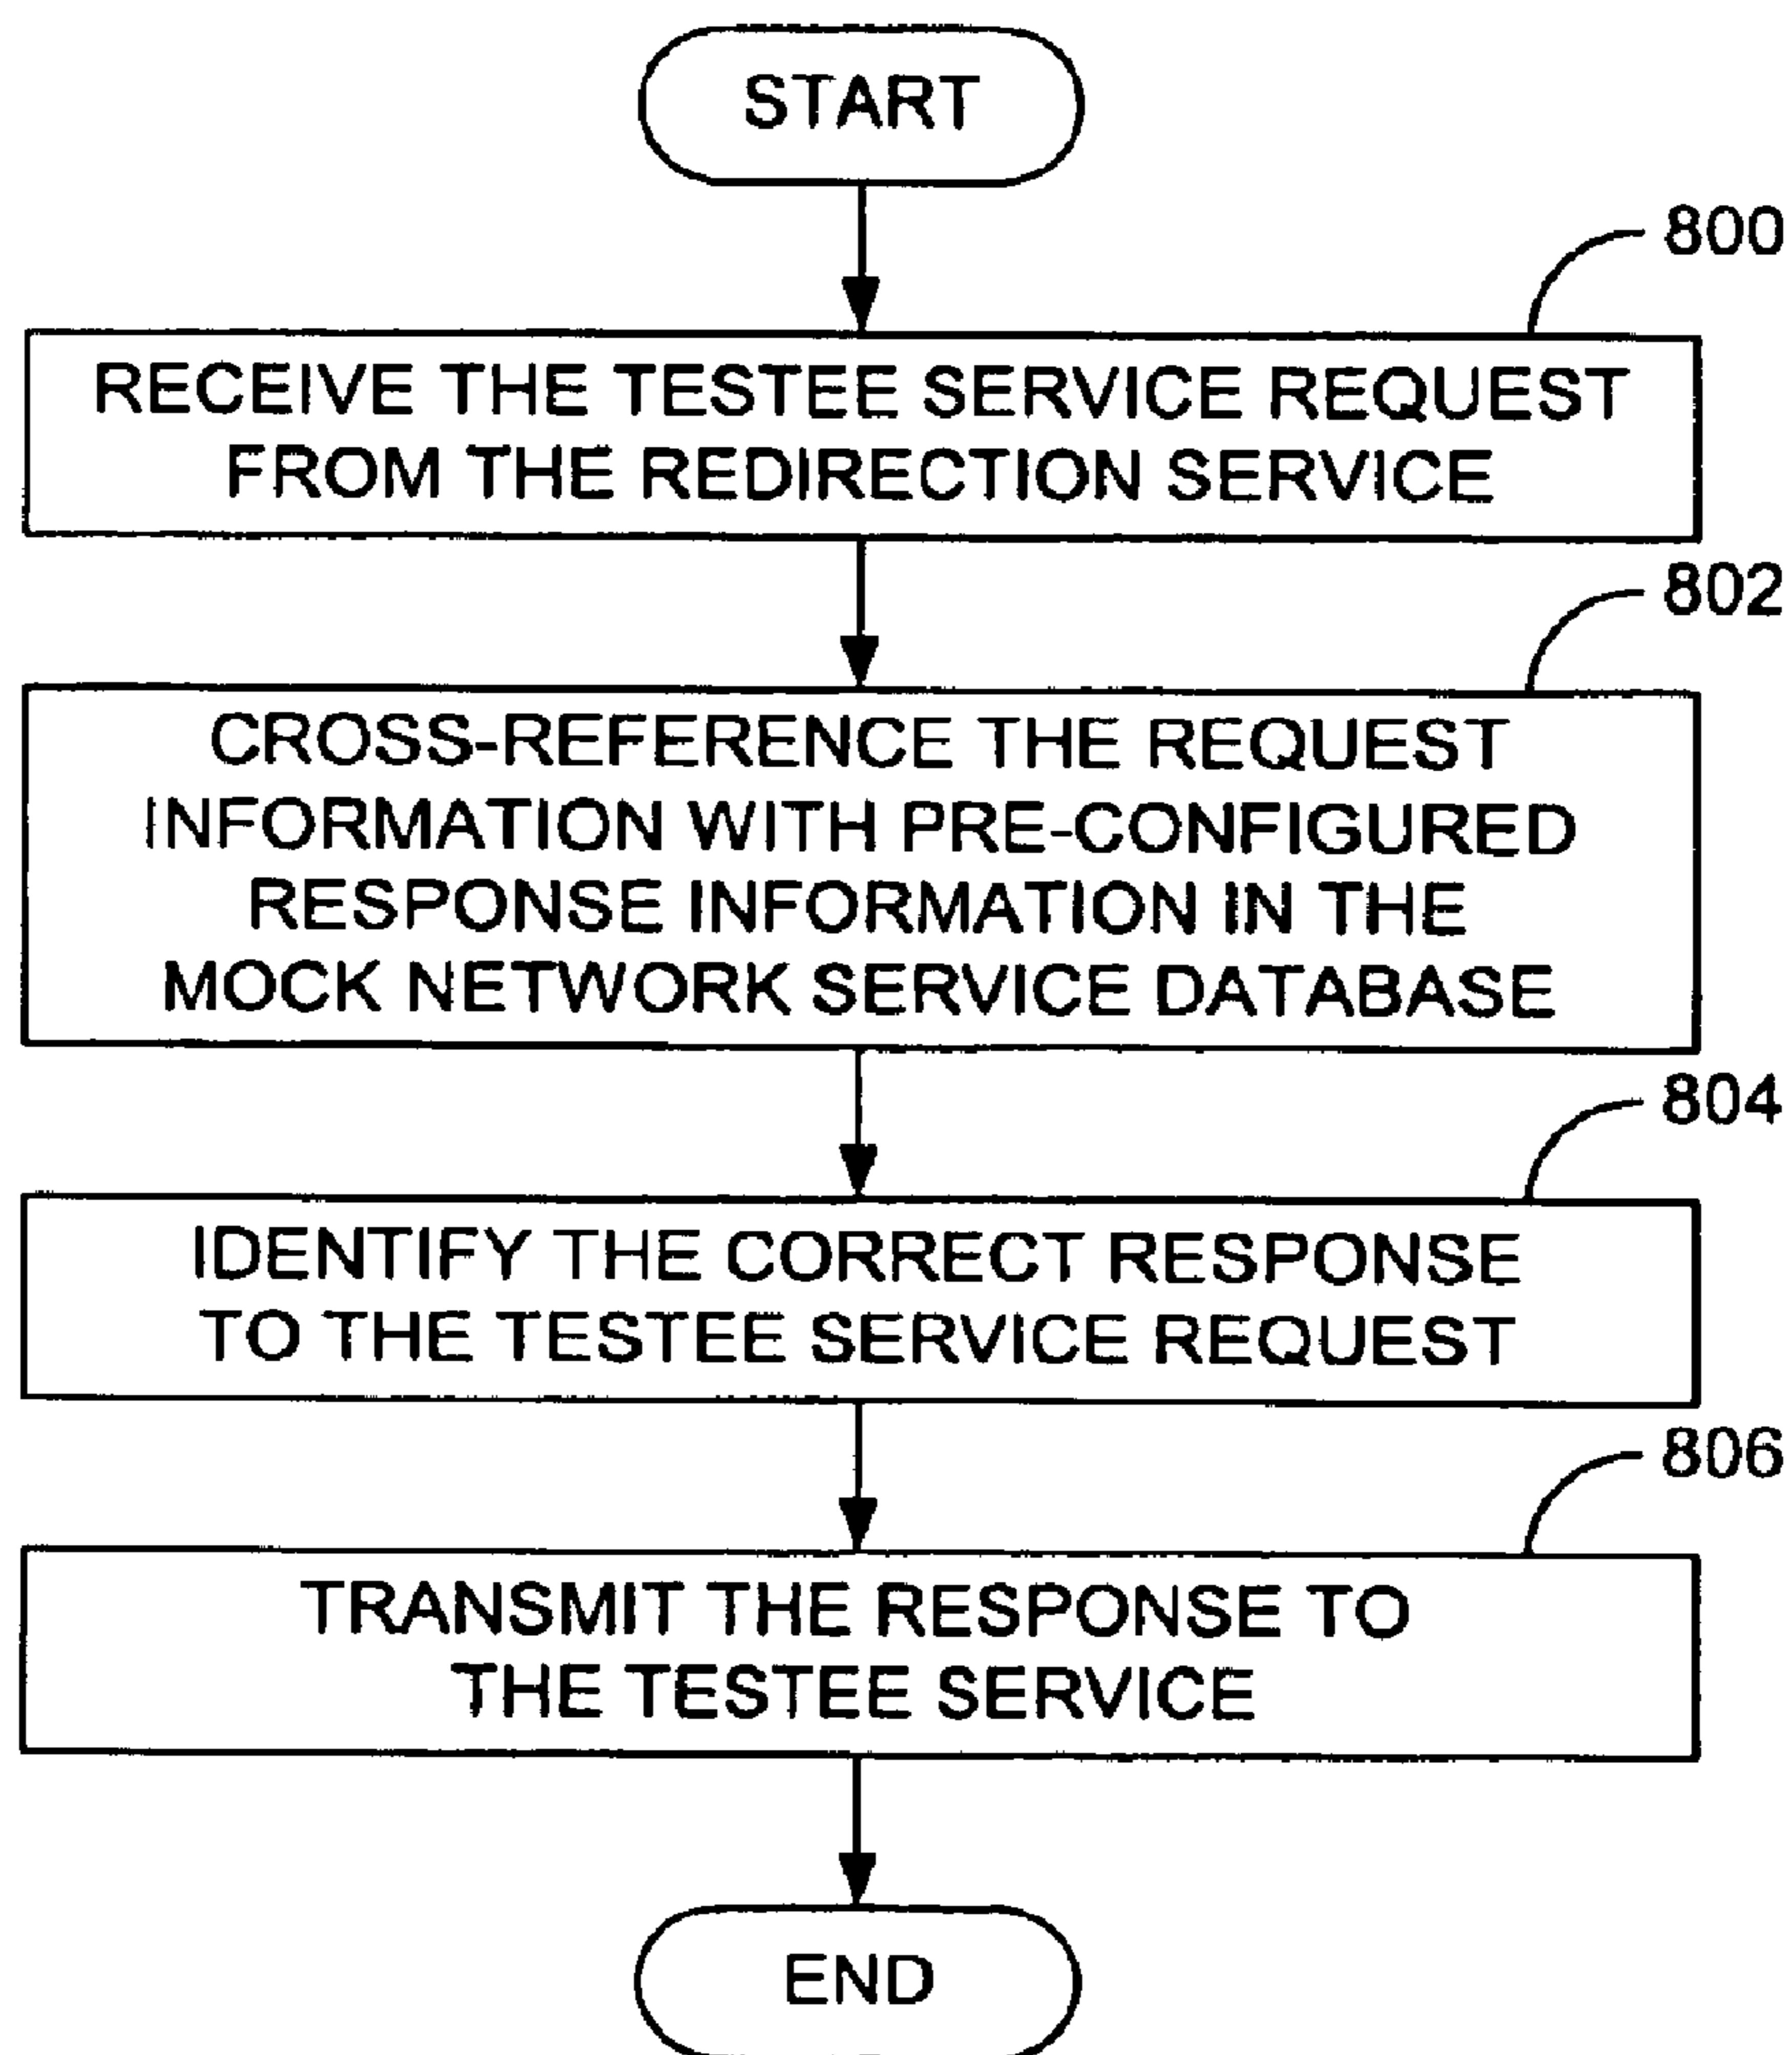 START
800
RECEIVE THE TESTEE SERVICE REQUEST
FROM THE REDIRECTION SERVICE
802
CROSS-REFERENCE THE REQUEST
INFORMATION WITH PRE-CONFIGURED
RESPONSE INFORMATION IN THE
MOCK NETWORK SERVICE DATABASE
804
IDENTIFY THE CORRECT RESPONSE
TO THE TESTEE SERVICE REQUEST
806
TRANSMIT THE RESPONSE TO
THE TESTEE SERVICE
END